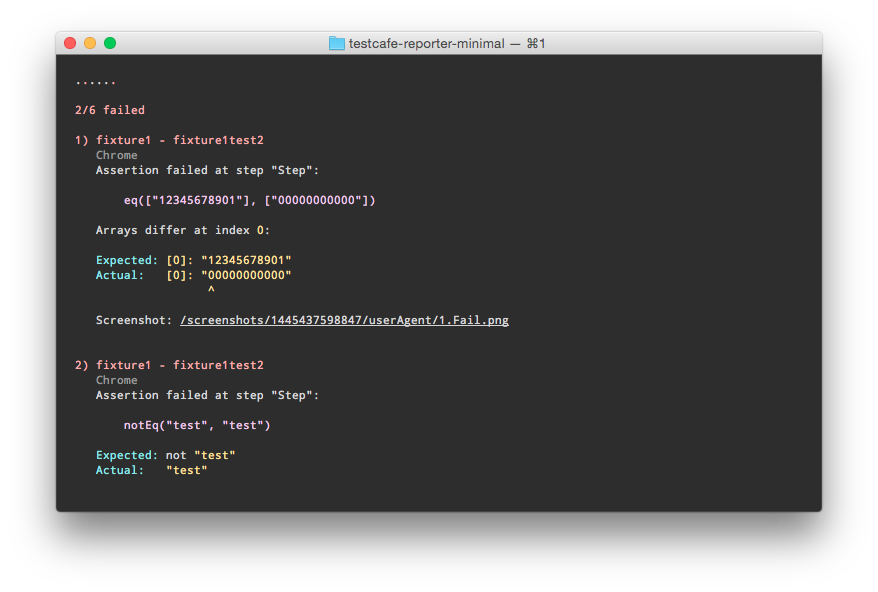 testcafe-reporter-minimal — ⌘1
......
2/6 failed
1) fixture1 - fixture1test2
Chrome
Assertion failed at step "Step":
eq(["12345678901"], ["00000000000"])
Arrays differ at index 0:
Expected: [0]: "12345678901"
Actual:   [0]: "00000000000"
^
Screenshot: /screenshots/1445437598847/userAgent/1.Fail.png
2) fixture1 - fixture1test2
Chrome
Assertion failed at step "Step":
notEq("test", "test")
Expected: not "test"
Actual:   "test"